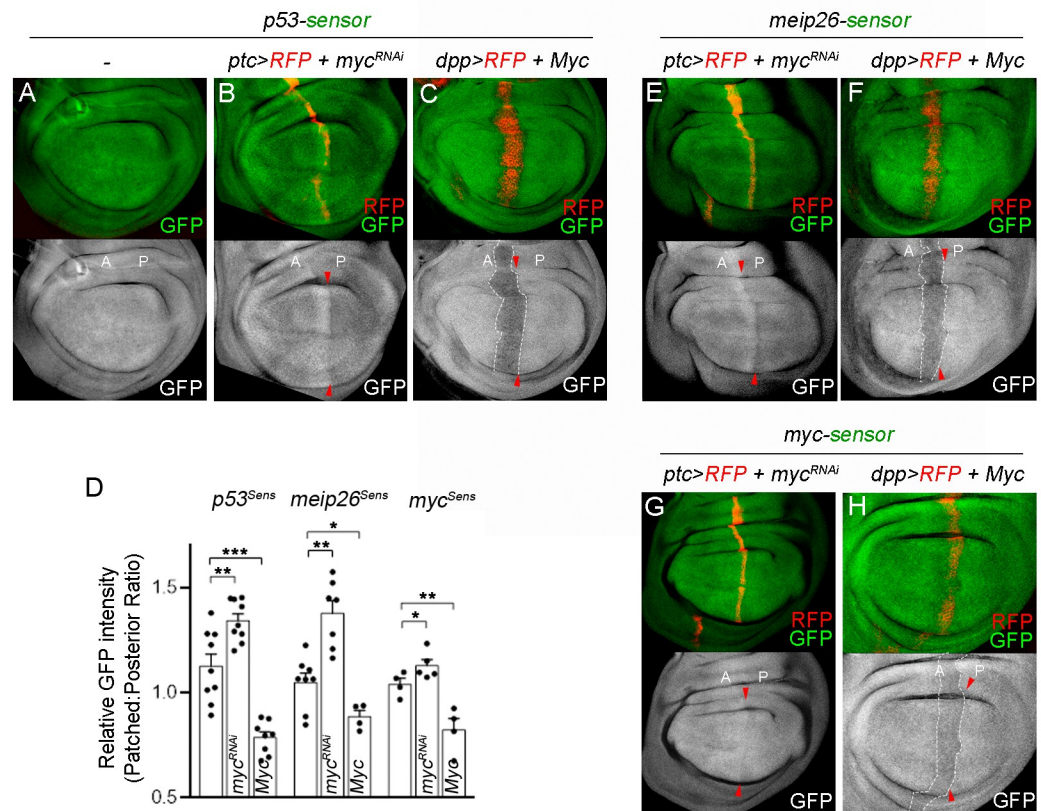 p53-sensor
meip26-sensor
-
ptc>RFP + myc^RNAi
dpp>RFP + Myc
ptc>RFP + myc^RNAi
dpp>RFP + Myc
A
B
C
E
F
GFP
RFP
GFP
RFP
GFP
RFP
GFP
RFP
GFP
A P
A P
A P
A P
A P
GFP
GFP
GFP
GFP
GFP
myc-sensor
ptc>RFP + myc^RNAi
dpp>RFP + Myc
G
H
RFP
GFP
RFP
GFP
A P
A P
GFP
GFP
D
p53^Sens
meip26^Sens
myc^Sens
***
**
*
**
**
*
Relative GFP intensity
(Patched:Posterior Ratio)
1.5
1.0
0.5
myc^RNAi
Myc
myc^RNAi
Myc
myc^RNAi
Myc